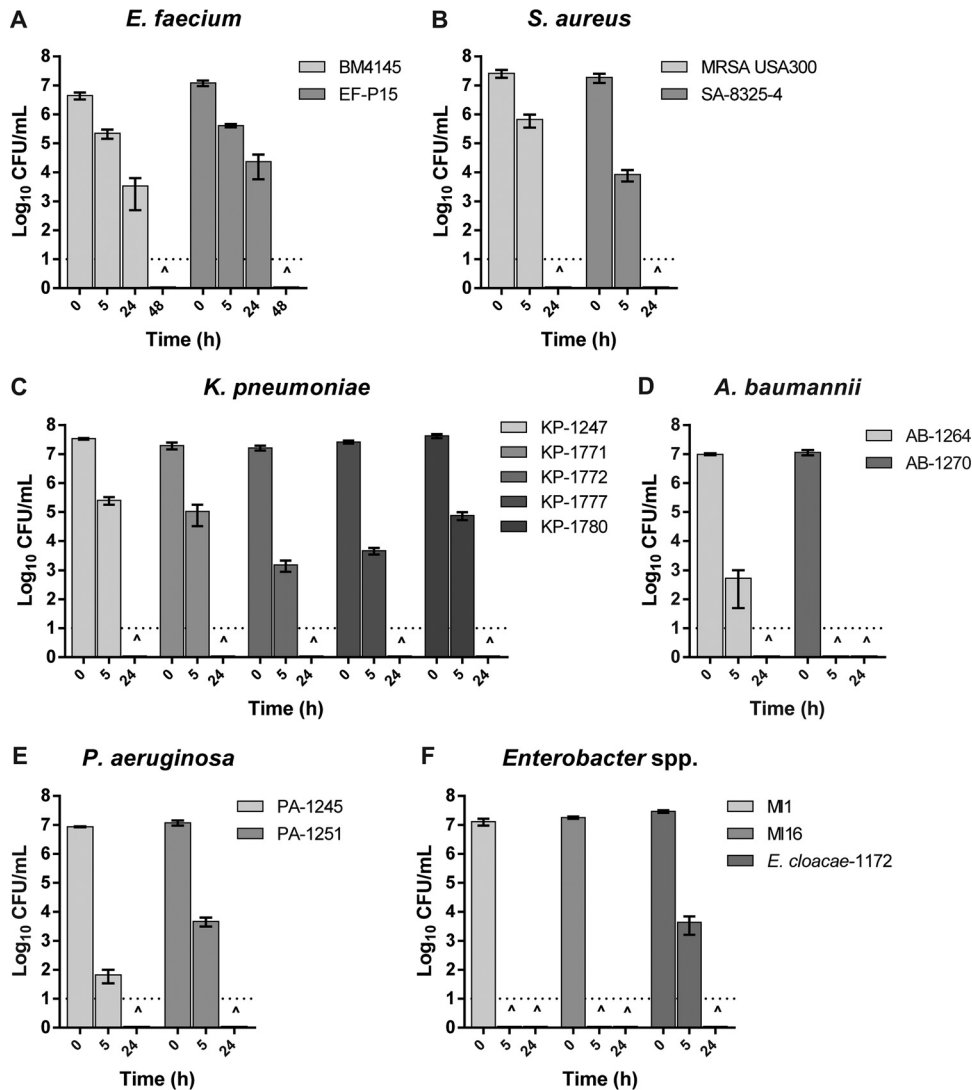 A
E. faecium
Log10 CFU/mL
8
7
6
5
4
3
2
1
0
^
^
0 5 24 48 0 5 24 48
Time (h)
BM4145
EF-P15
B
S. aureus
Log10 CFU/mL
8
7
6
5
4
3
2
1
0
^
^
0 5 24 0 5 24
Time (h)
MRSA USA300
SA-8325-4
C
K. pneumoniae
Log10 CFU/mL
8
7
6
5
4
3
2
1
0
^
^
^
^
^
0 5 24 0 5 24 0 5 24 0 5 24 0 5 24
Time (h)
KP-1247
KP-1771
KP-1772
KP-1777
KP-1780
D
A. baumannii
Log10 CFU/mL
8
7
6
5
4
3
2
1
0
^
^ ^
0 5 24 0 5 24
Time (h)
AB-1264
AB-1270
E
P. aeruginosa
Log10 CFU/mL
8
7
6
5
4
3
2
1
0
^
^
0 5 24 0 5 24
Time (h)
PA-1245
PA-1251
F
Enterobacter spp.
Log10 CFU/mL
8
7
6
5
4
3
2
1
0
^ ^
^ ^
^
0 5 24 0 5 24 0 5 24
Time (h)
MI1
MI16
E. cloacae-1172